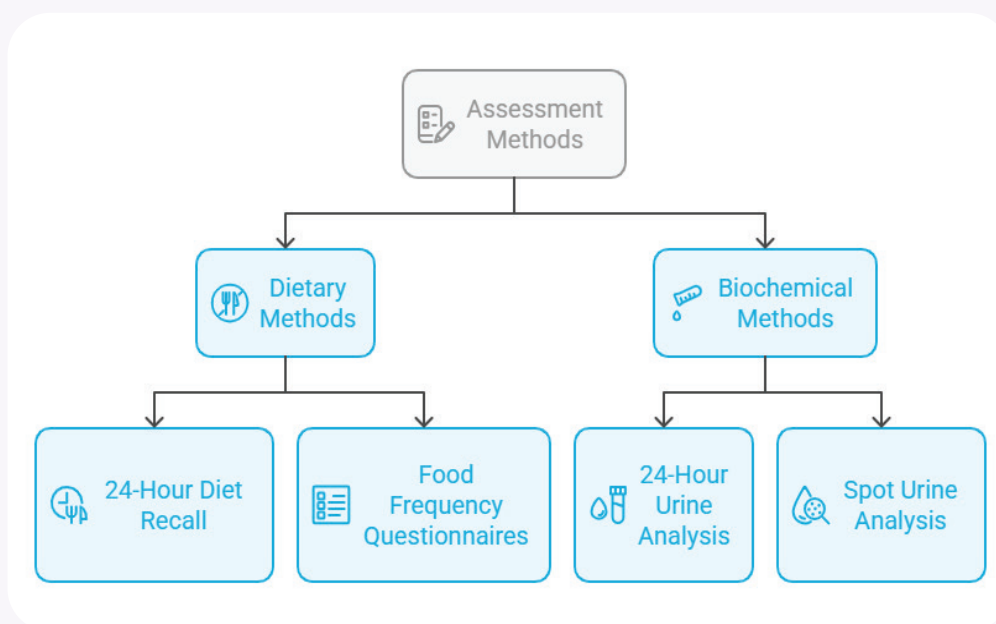 Assessment
Methods
Dietary
Methods
Biochemical
Methods
24-Hour Diet
Recall
Food
Frequency
Questionnaires
24-Hour
Urine
Analysis
Spot Urine
Analysis